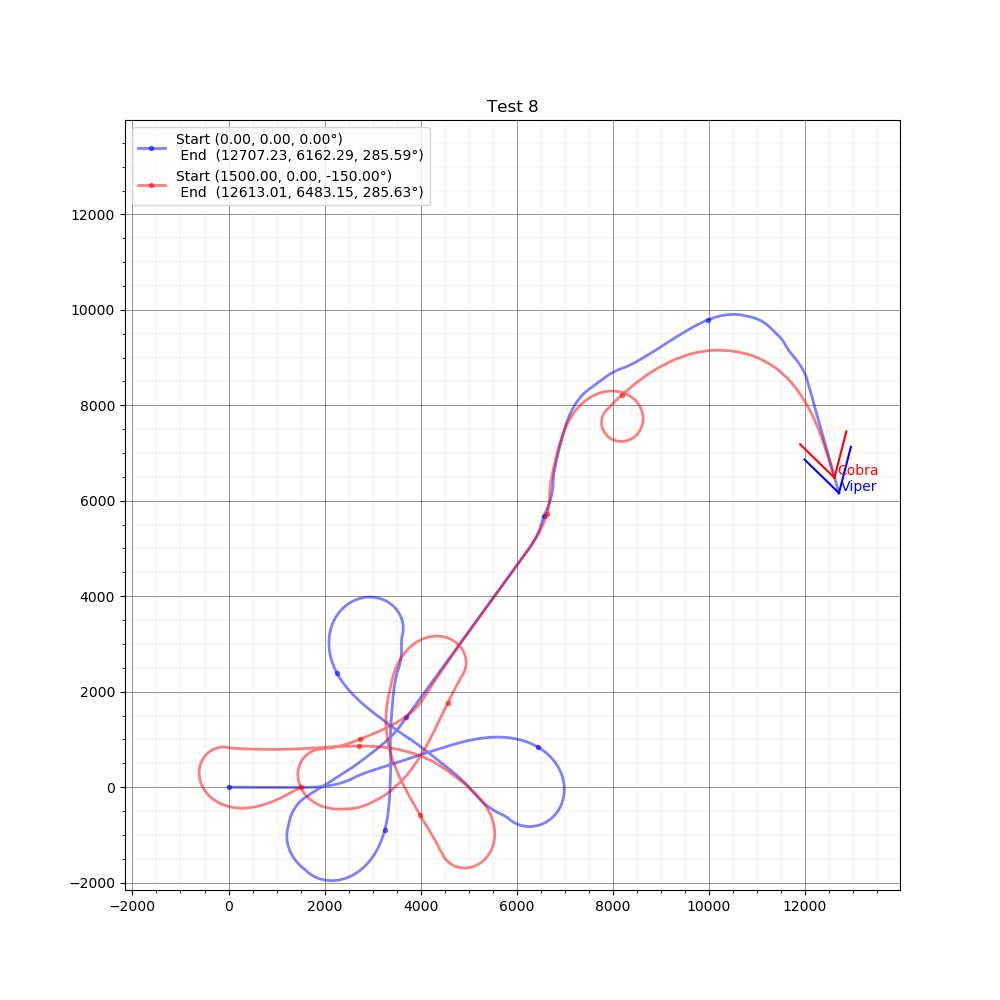 Test 8
Start (0.00, 0.00, 0.00°)
End  (12707.23, 6162.29, 285.59°)
Start (1500.00, 0.00, -150.00°)
End  (12613.01, 6483.15, 285.63°)
12000
10000
8000
6000
4000
2000
0
−2000
Cobra
Viper
−2000 0 2000 4000 6000 8000 10000 12000